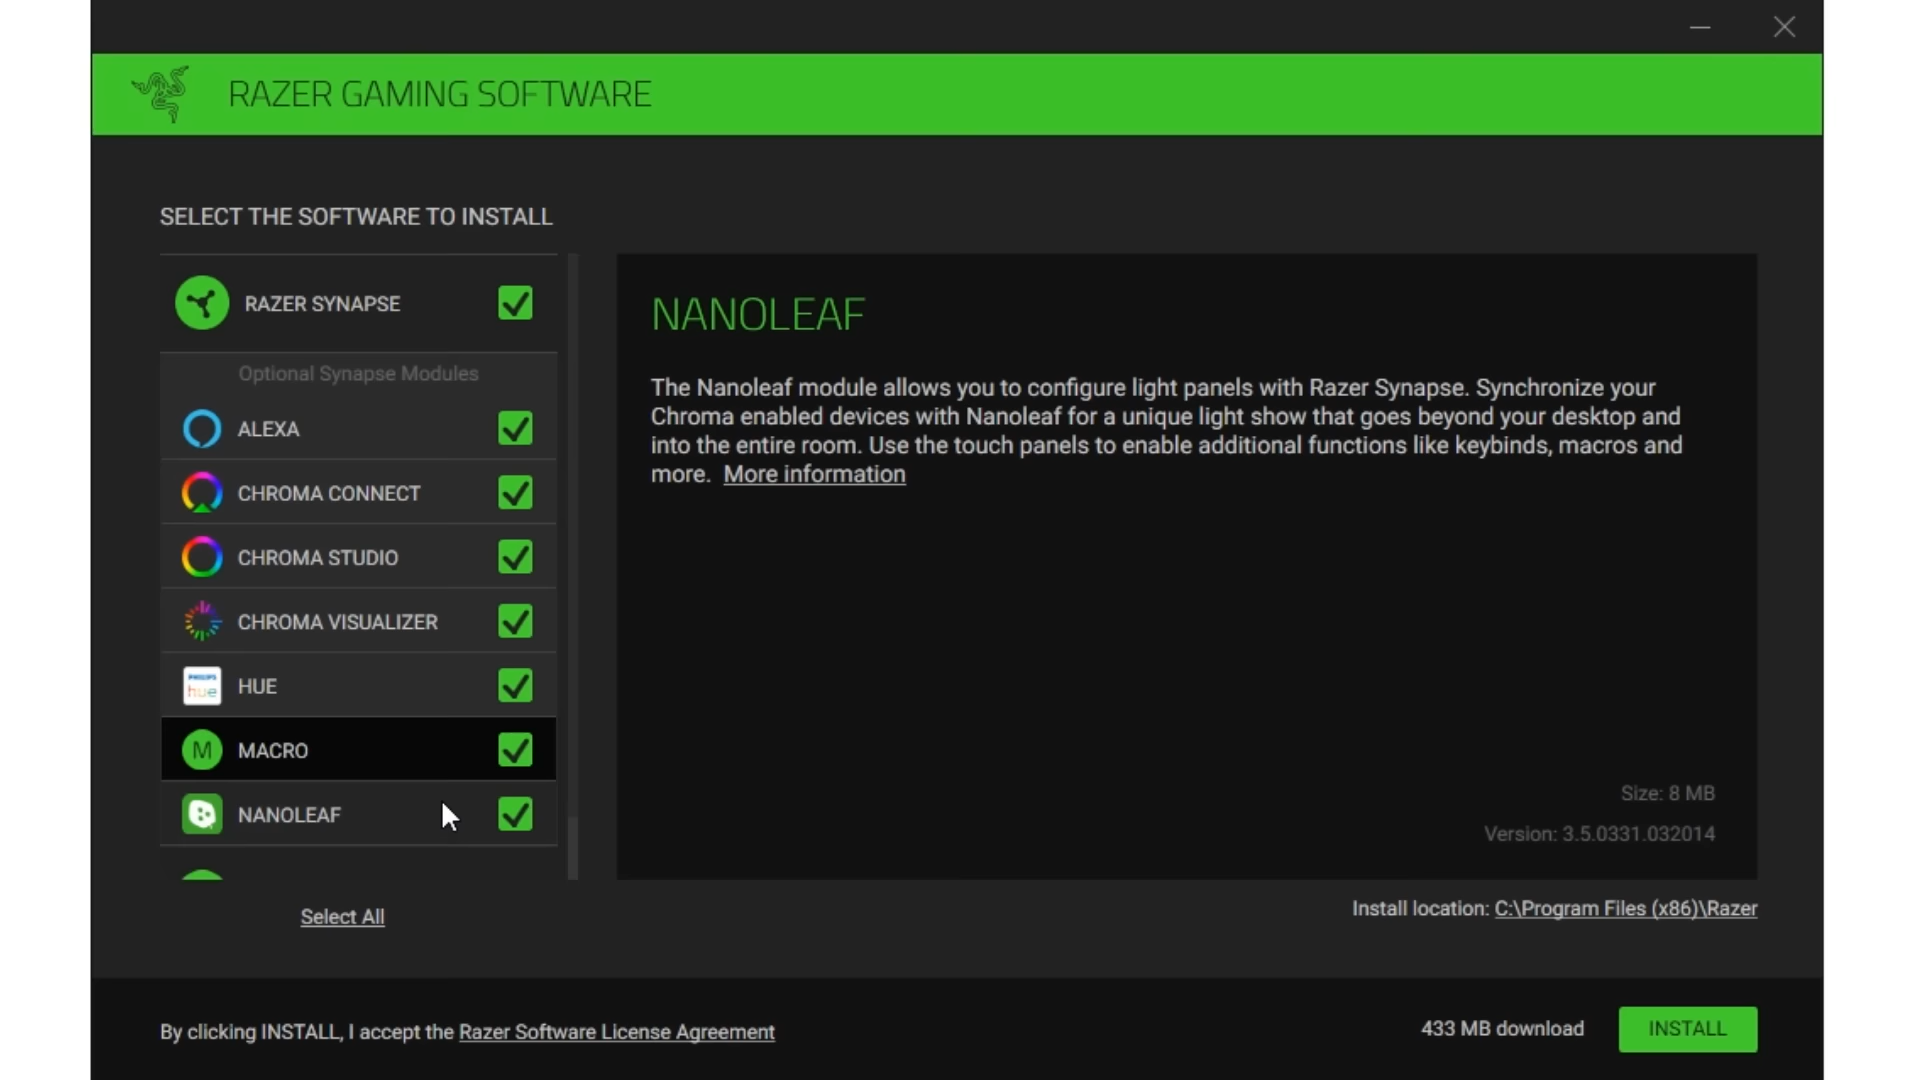 RAZER GAMING SOFTWARE
SELECT THE SOFTWARE TO INSTALL
RAZER SYNAPSE
Optional Synapse Modules
ALEXA
CHROMA CONNECT
CHROMA STUDIO
CHROMA VISUALIZER
PHILIPS
hue
HUE
M
MACRO
NANOLEAF
Select All
NANOLEAF
The Nanoleaf module allows you to configure light panels with Razer Synapse. Synchronize your
Chroma enabled devices with Nanoleaf for a unique light show that goes beyond your desktop and
into the entire room. Use the touch panels to enable additional functions like keybinds, macros and
more. More information
Size: 8 MB
Version: 3.5.0331.032014
Install location: C:\Program Files (x86)\Razer
By clicking INSTALL, I accept the Razer Software License Agreement
433 MB download
INSTALL